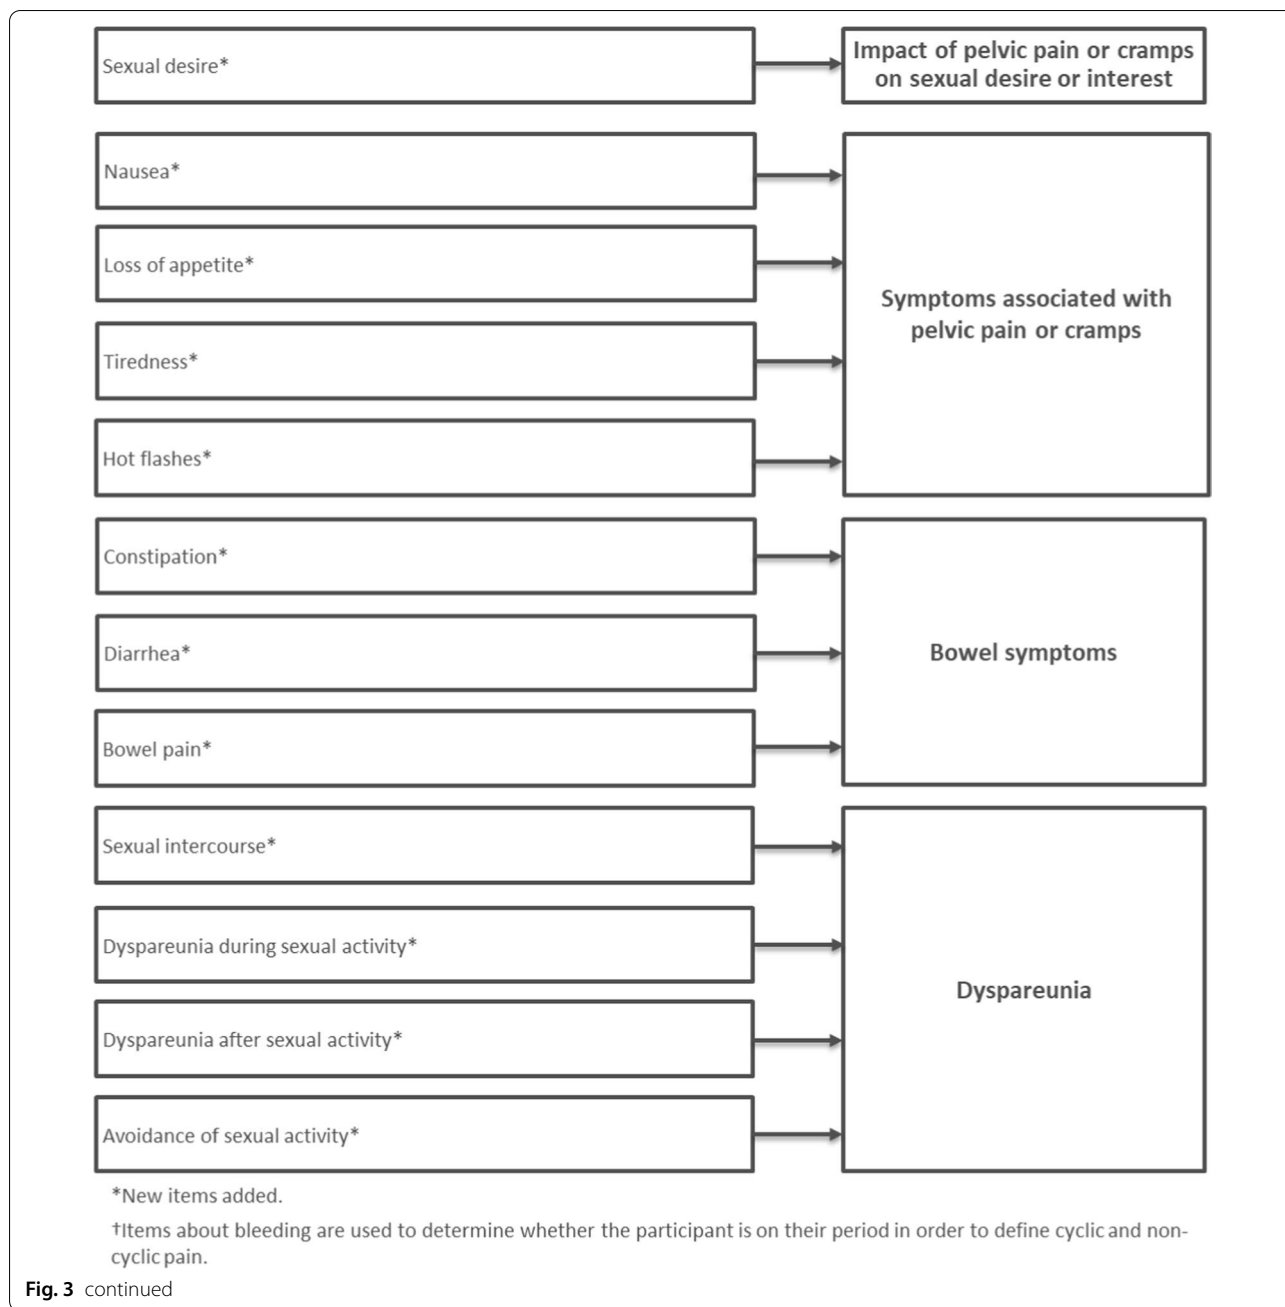 Sexual desire*
Impact of pelvic pain or cramps
on sexual desire or interest
Nausea*
Loss of appetite*
Tiredness*
Hot flashes*
Symptoms associated with
pelvic pain or cramps
Constipation*
Diarrhea*
Bowel pain*
Bowel symptoms
Sexual intercourse*
Dyspareunia during sexual activity*
Dyspareunia after sexual activity*
Avoidance of sexual activity*
Dyspareunia
*New items added.
†Items about bleeding are used to determine whether the participant is on their period in order to define cyclic and non-
cyclic pain.
Fig. 3 continued